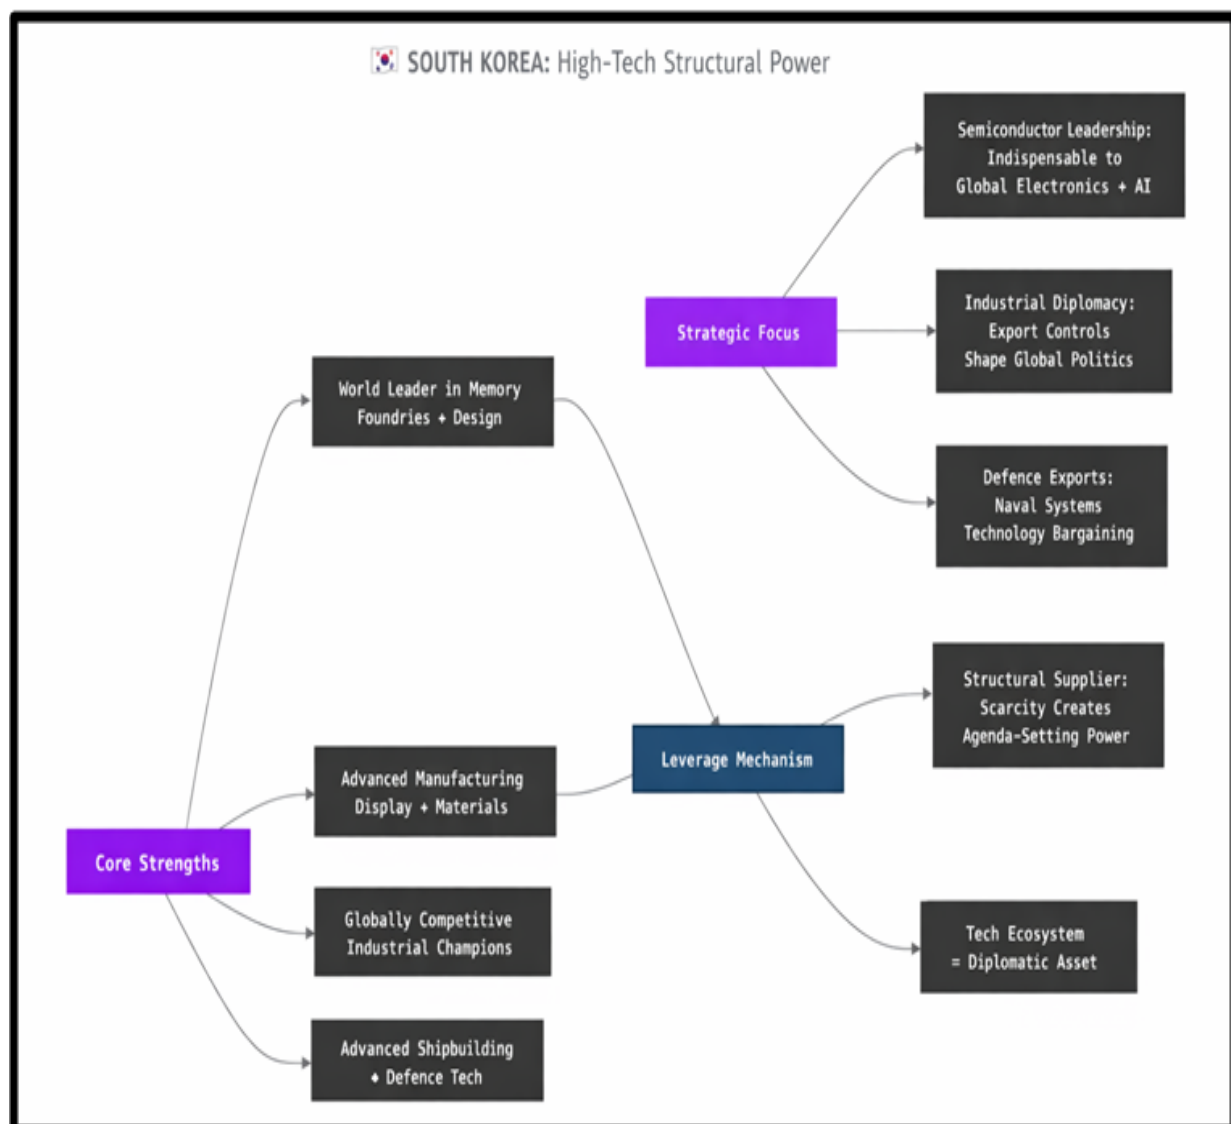 🇰🇷 SOUTH KOREA: High-Tech Structural Power
Semiconductor Leadership:
Indispensable to
Global Electronics + AI
Strategic Focus
Industrial Diplomacy:
Export Controls
Shape Global Politics
World Leader in Memory
Foundries + Design
Defence Exports:
Naval Systems
Technology Bargaining
Structural Supplier:
Scarcity Creates
Agenda-Setting Power
Leverage Mechanism
Advanced Manufacturing
Display + Materials
Core Strengths
Globally Competitive
Industrial Champions
Tech Ecosystem
= Diplomatic Asset
Advanced Shipbuilding
+ Defence Tech